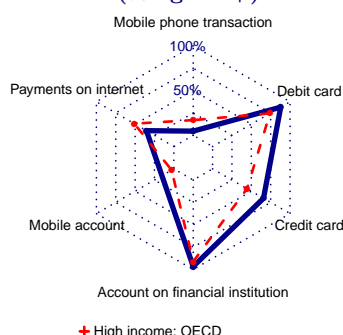 Mobile phone transaction
100%
Payments on internet
50%
Debit card
Mobile account
Credit card
Account on financial institution
High income: OECD